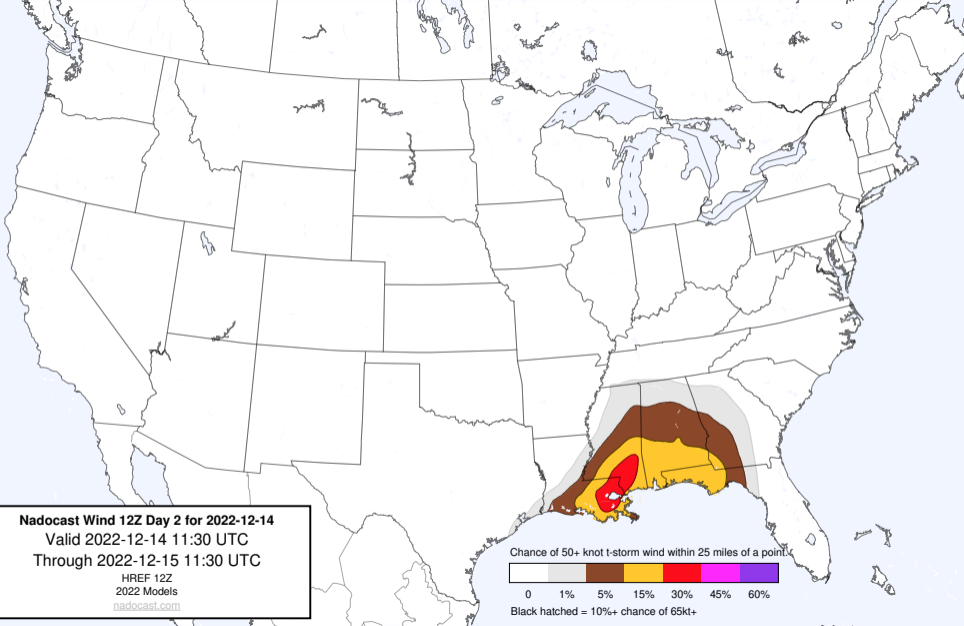 Nadocast Wind 12Z Day 2 for 2022-12-14
Valid 2022-12-14 11:30 UTC
Through 2022-12-15 11:30 UTC
HREF 12Z
2022 Models
nadocast.com
Chance of 50+ knot t-storm wind within 25 miles of a point.
0 1% 5% 15% 30% 45% 60%
Black hatched = 10%+ chance of 65kt+